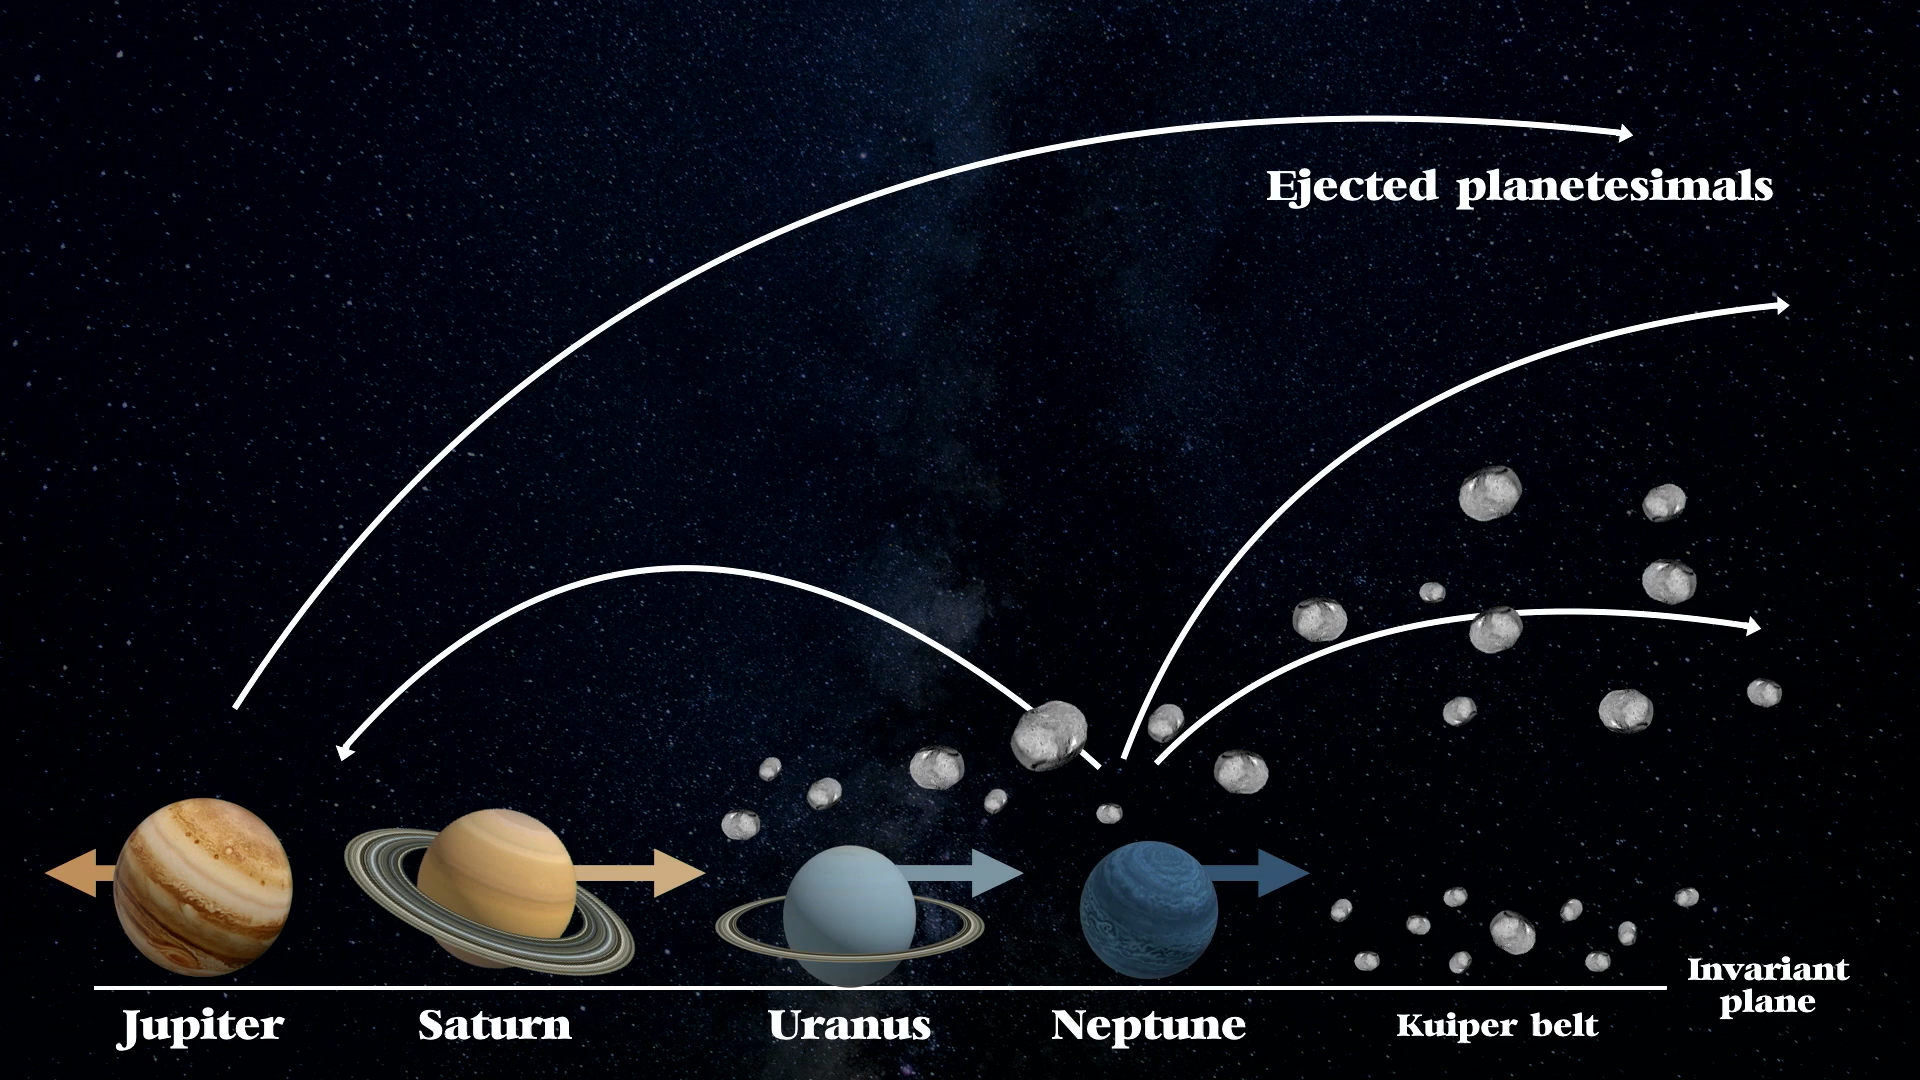 Ejected planetesimals
Jupiter
Saturn
Uranus
Neptune
Kuiper belt
Invariant
plane